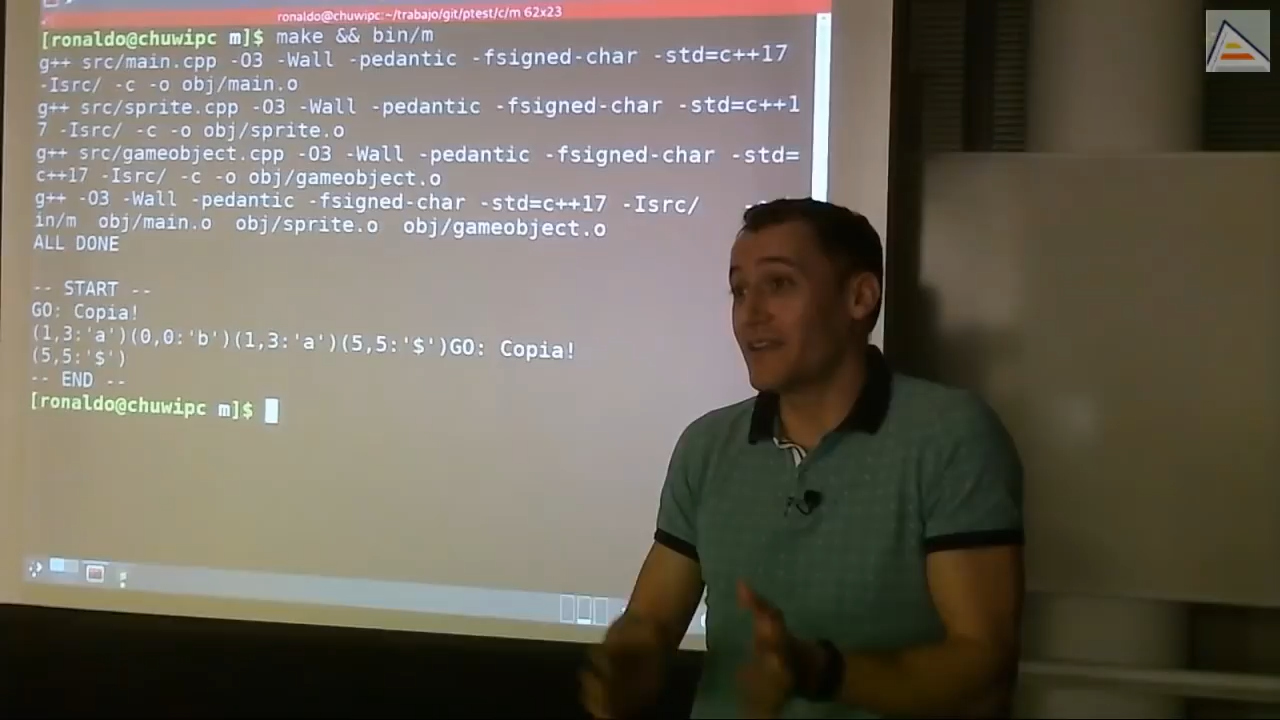 ronaldo@chuwipc:~/trabajo/git/ptest/c/m 62x23
[ronaldo@chuwipc m]$ make && bin/m
g++ src/main.cpp -O3 -Wall -pedantic -fsigned-char -std=c++17
-Isrc/ -c -o obj/main.o
g++ src/sprite.cpp -O3 -Wall -pedantic -fsigned-char -std=c++1
7 -Isrc/ -c -o obj/sprite.o
g++ src/gameobject.cpp -O3 -Wall -pedantic -fsigned-char -std=
c++17 -Isrc/ -c -o obj/gameobject.o
g++ -O3 -Wall -pedantic -fsigned-char -std=c++17 -Isrc/
in/m obj/main.o obj/sprite.o obj/gameobject.o
ALL DONE
-- START --
GO: Copia!
(1,3:'a')(0,0:'b')(1,3:'a')(5,5:'$')GO: Copia!
(5,5:'$')
-- END --
[ronaldo@chuwipc m]$